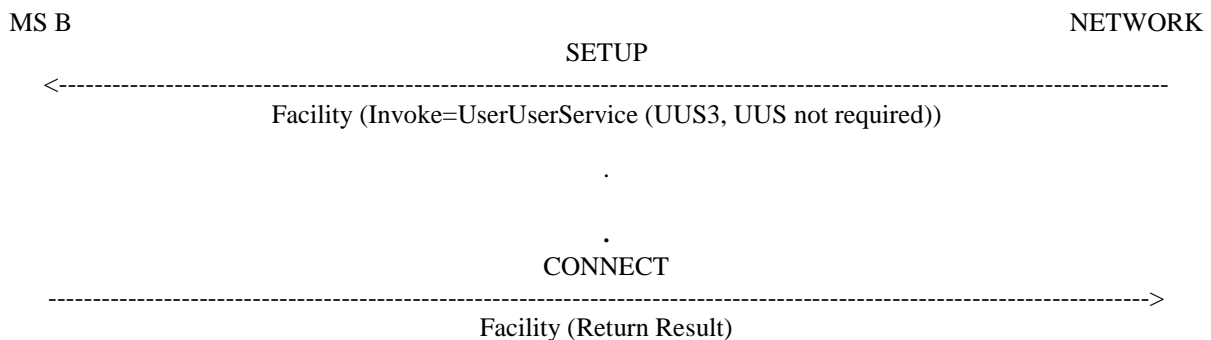 MS B NETWORK
SETUP
<------------------------------------------------------------------------------------------------------------------------
Facility (Invoke=UserUserService (UUS3, UUS not required))
.
.
CONNECT
------------------------------------------------------------------------------------------------------------------------>
Facility (Return Result)